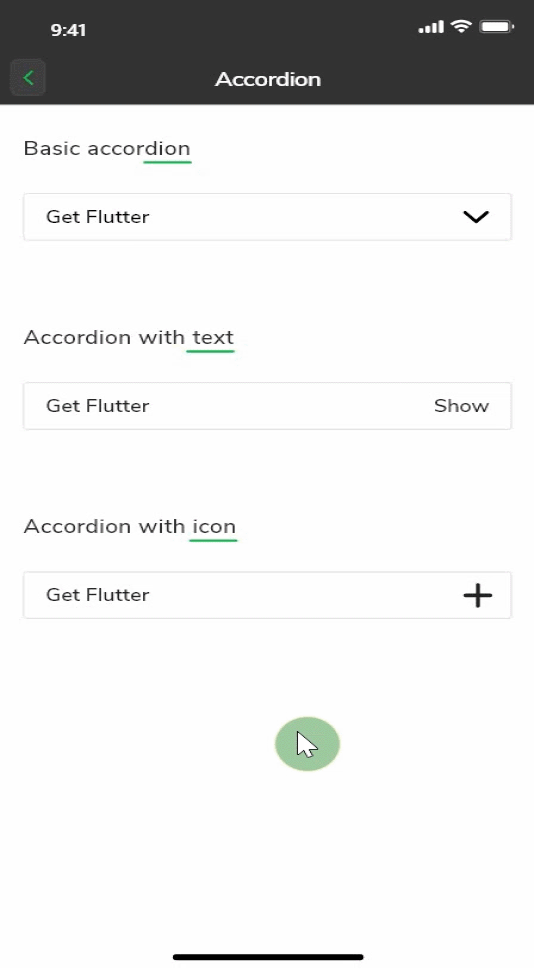 9:41
Accordion
Basic accordion
Get Flutter
Accordion with text
Get Flutter Show
Accordion with icon
Get Flutter